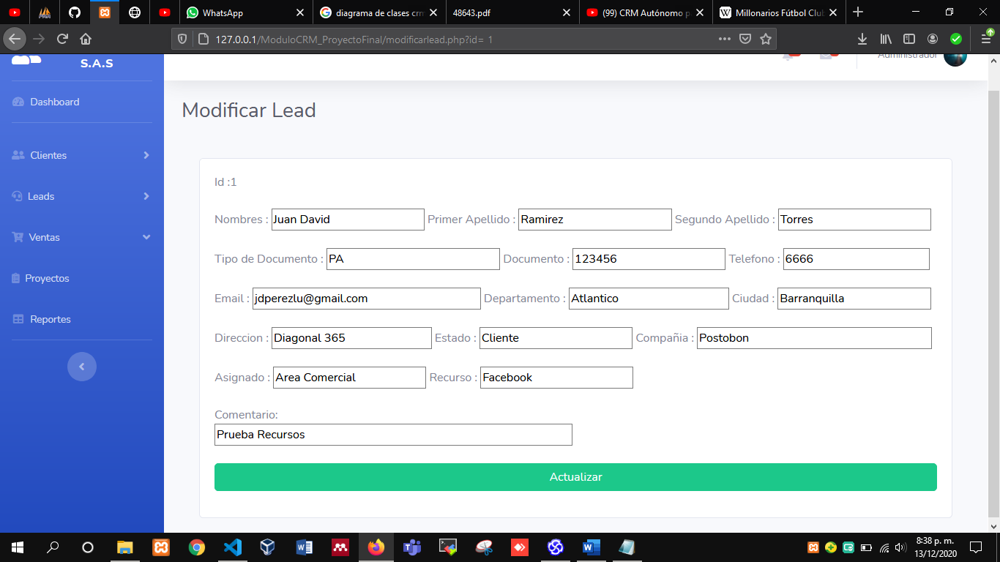 WhatsApp
diagrama de clases crm
48643.pdf
(99) CRM Autónomo p
Millonarios Fútbol Club
127.0.0.1/ModuloCRM_ProyectoFinal/modificarlead.php?id= 1
S.A.S
Administrador
Dashboard
Clientes
Leads
Ventas
Proyectos
Reportes
Modificar Lead
Id :1
Nombres : Juan David Primer Apellido : Ramirez Segundo Apellido : Torres
Tipo de Documento : PA Documento : 123456 Telefono : 6666
Email : jdperezlu@gmail.com Departamento : Atlantico Ciudad : Barranquilla
Direccion : Diagonal 365 Estado : Cliente Compañia : Postobon
Asignado : Area Comercial Recurso : Facebook
Comentario:
Prueba Recursos
Actualizar
8:38 p. m.
13/12/2020